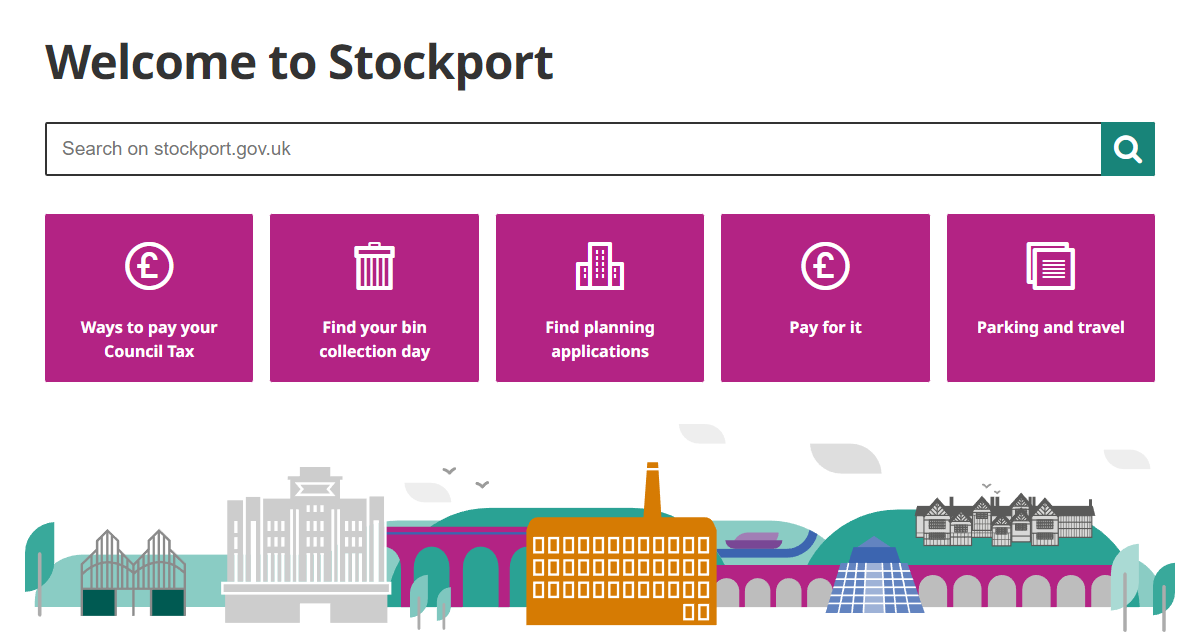 Welcome to Stockport
Search on stockport.gov.uk
Ways to pay your
Council Tax
Find your bin
collection day
Find planning
applications
Pay for it
Parking and travel